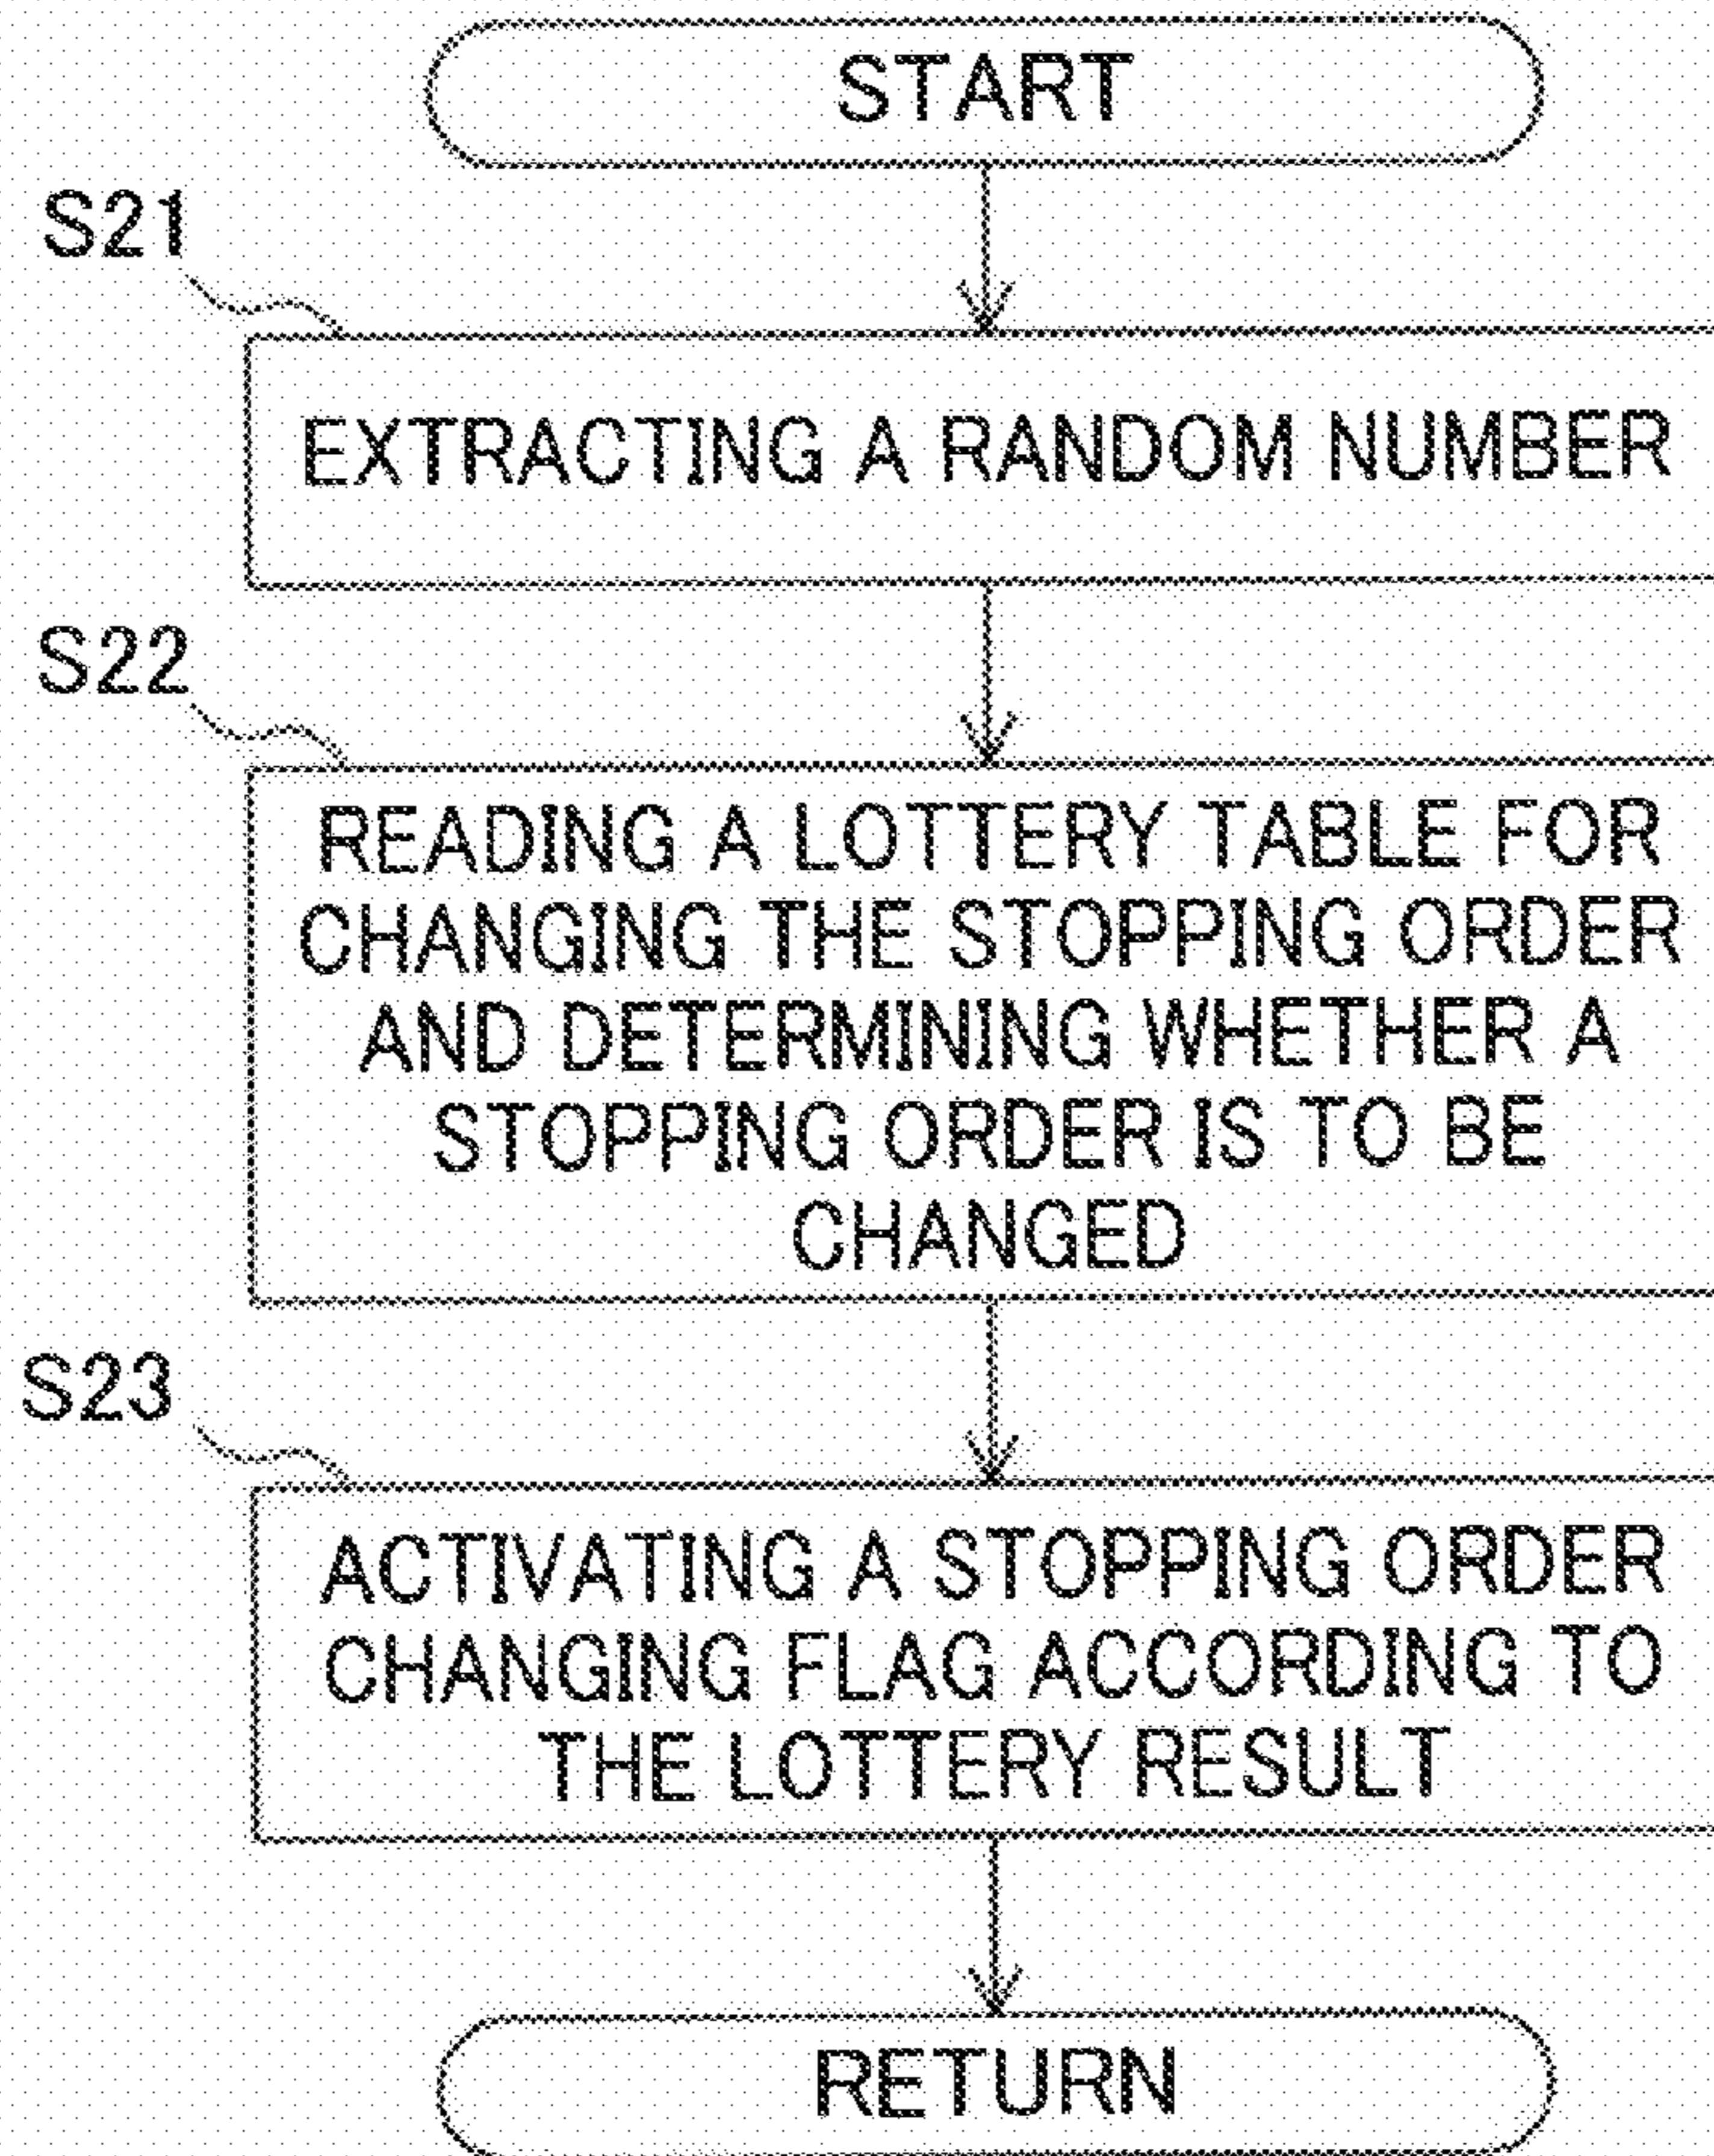 START
S21
EXTRACTING A RANDOM NUMBER
S22
READING A LOTTERY TABLE FOR
CHANGING THE STOPPING ORDER
AND DETERMINING WHETHER A
STOPPING ORDER IS TO BE
CHANGED
S23
ACTIVATING A STOPPING ORDER
CHANGING FLAG ACCORDING TO
THE LOTTERY RESULT
RETURN